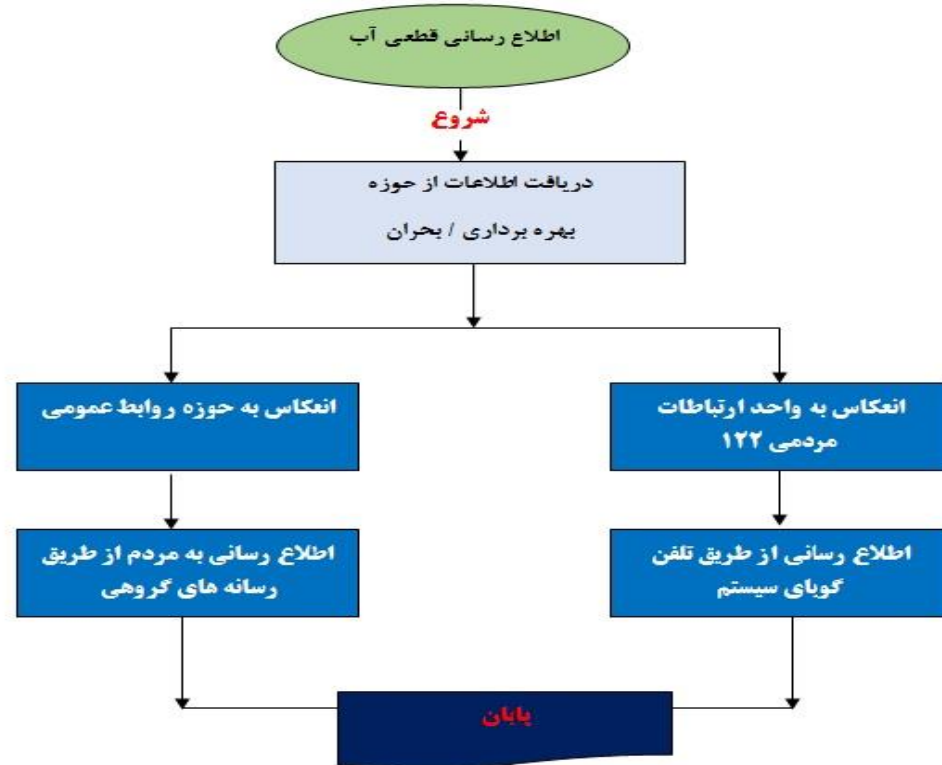 اطلاع رسانی قطعی آب
شروع
دریافت اطلاعات از حوزه
بهره برداری / بحران
انعکاس به واحد ارتباطات
مردمی ۱۲۲
انعکاس به حوزه روابط عمومی
اطلاع رسانی از طریق تلفن
گویای سیستم
اطلاع رسانی به مردم از طریق
رسانه های گروهی
پایان